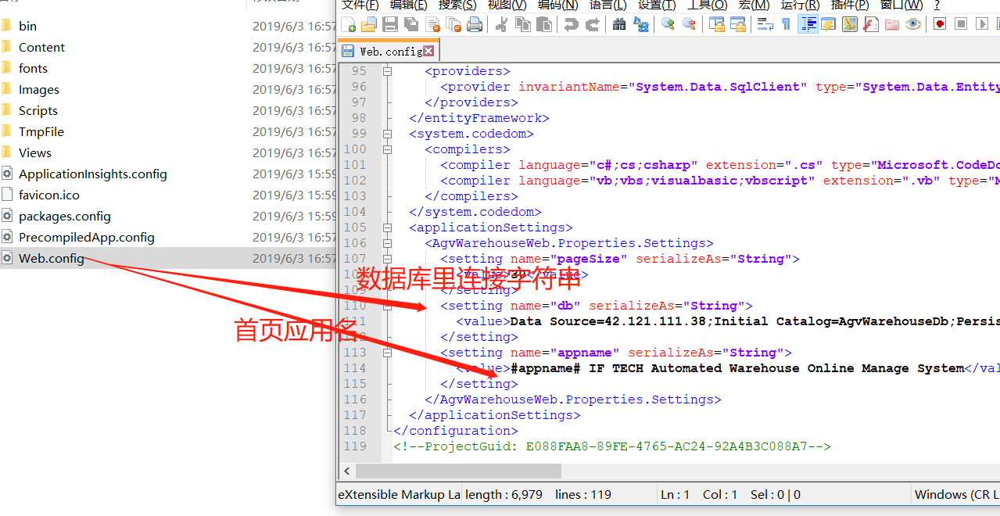 文件(F) 编辑(E) 搜索(S) 视图(V) 编码(N) 语言(L) 设置(T) 工具(O) 宏(M) 运行(R) 插件(P) 窗口(W) ?
bin 2019/6/3 16:57
Content 2019/6/3 16:57
fonts 2019/6/3 16:57
Images 2019/6/3 16:57
Scripts 2019/6/3 16:57
TmpFile 2019/6/3 16:57
Views 2019/6/3 16:57
ApplicationInsights.config 2019/6/3 15:59
favicon.ico 2019/6/3 15:59
packages.config 2019/6/3 15:59
PrecompiledApp.config 2019/6/3 16:57
Web.config 2019/6/3 16:57
Web.config
95 <providers>
96 <provider invariantName="System.Data.SqlClient" type="System.Data.Entity
97 </providers>
98 </entityFramework>
99 <system.codedom>
100 <compilers>
101 <compiler language="c#;cs;csharp" extension=".cs" type="Microsoft.CodeDo
102 <compiler language="vb;vbs;visualbasic;vbscript" extension=".vb" type="M
103 </compilers>
104 </system.codedom>
105 <applicationSettings>
106 <AgvWarehouseWeb.Properties.Settings>
107 <setting name="pageSize" serializeAs="String">
数据库里连接字符串
109 </setting>
110 <setting name="db" serializeAs="String">
111 <value>Data Source=42.121.111.38;Initial Catalog=AgvWarehouseDb;Persis
首页应用名
</setting>
113 <setting name="appname" serializeAs="String">
114 <value>#appname# IF TECH Automated Warehouse Online Manage System</val
115 </setting>
116 </AgvWarehouseWeb.Properties.Settings>
117 </applicationSettings>
118 </configuration>
119 <!--ProjectGuid: E088FAA8-89FE-4765-AC24-92A4B3C088A7-->
eXtensible Markup La length : 6,979 lines : 119 Ln : 1 Col : 1 Sel : 0 | 0 Windows (CR L